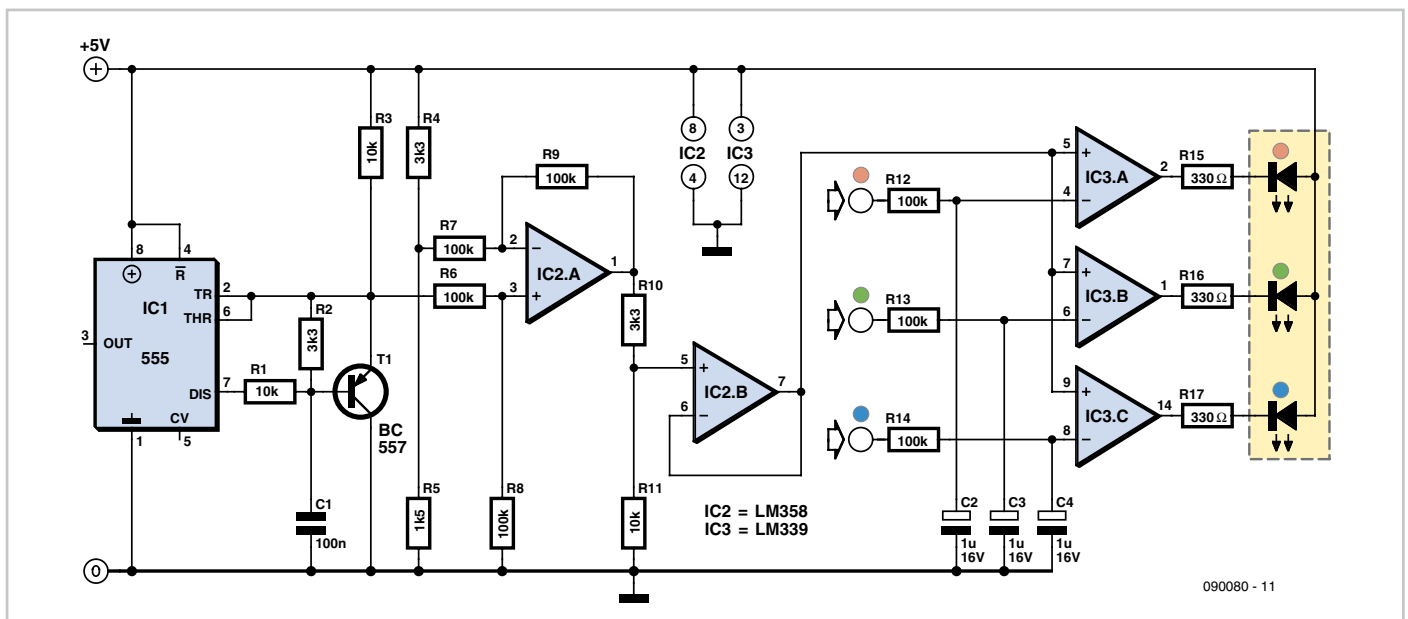 +5V
R3
10k
R4
3k3
R9
100k
8
IC2
4
3
IC3
12
R12
100k
5
+
4
−
IC3.A
2
R15
330 Ω
8
4
R
IC1
555
TR
2
THR
6
3
OUT
DIS
7
CV
1
5
R1
10k
R2
3k3
T1
BC
557
C1
100n
R7
100k
R6
100k
2
−
3
+
IC2.A
1
R10
3k3
R5
1k5
R8
100k
R11
10k
5
+
6
−
IC2.B
7
IC2 = LM358
IC3 = LM339
R13
100k
7
+
6
−
IC3.B
1
R16
330 Ω
R14
100k
9
+
8
−
IC3.C
14
R17
330 Ω
C2
1u
16V
C3
1u
16V
C4
1u
16V
0
090080 - 11